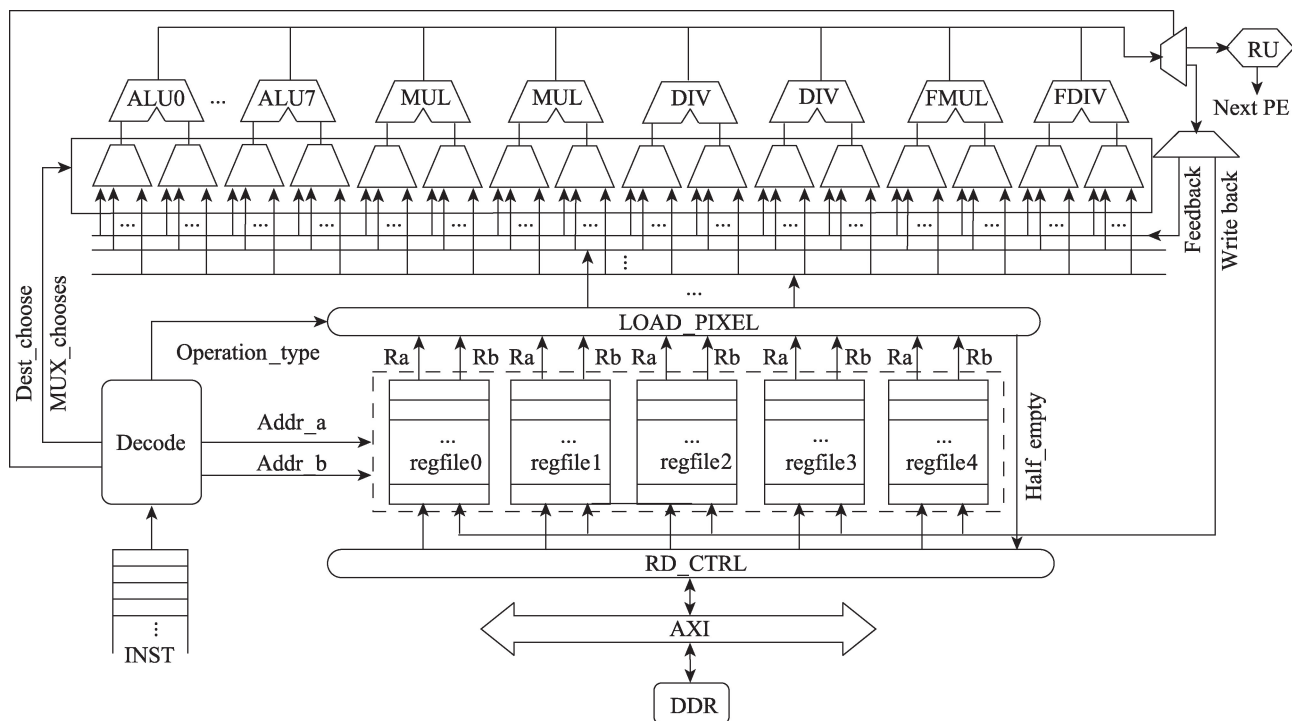 RU
Next PE
ALU0
...
ALU7
MUL
MUL
DIV
DIV
FMUL
FDIV
... ... ... ... ... ... ... ... ... ... ... ... ... ... ... ...
Feedback
Write back
...
...
Dest_choose
MUX_chooses
LOAD_PIXEL
Operation_type
Ra Rb Ra Rb Ra Rb Ra Rb Ra Rb
Half_empty
Decode
Addr_a
Addr_b
... ... ... ... ...
regfile0 regfile1 regfile2 regfile3 regfile4
RD_CTRL
...
INST
AXI
DDR